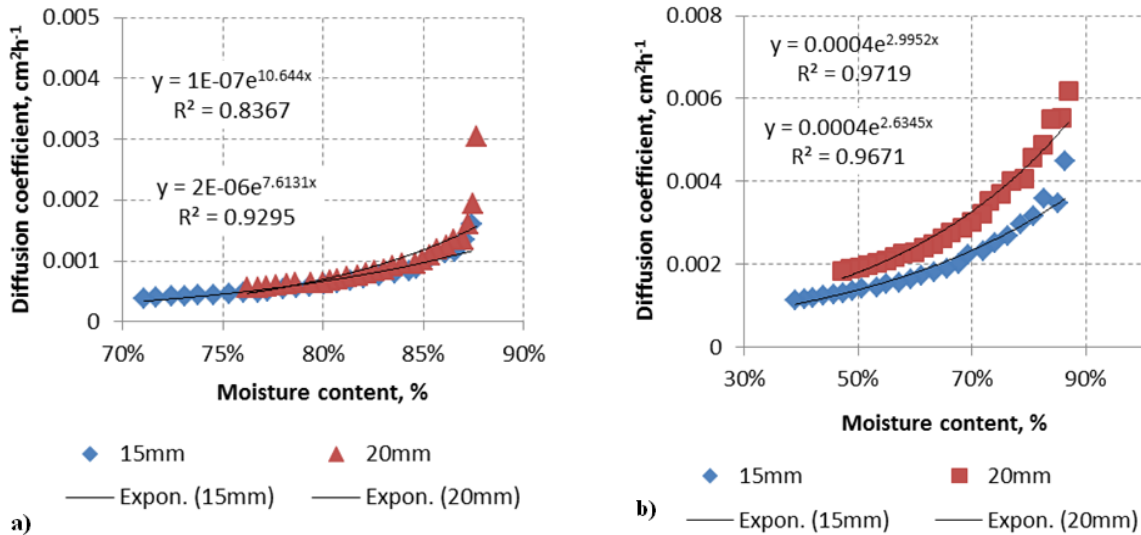 0.005
0.004
0.003
0.002
0.001
0
Diffusion coefficient, cm²h⁻¹
y = 1E-07e^10.644x
R² = 0.8367
y = 2E-06e^7.6131x
R² = 0.9295
70% 75% 80% 85% 90%
Moisture content, %
15mm 20mm
Expon. (15mm) Expon. (20mm)
a)
0.008
0.006
0.004
0.002
0
Diffusion coefficient, cm²h⁻¹
y = 0.0004e^2.9952x
R² = 0.9719
y = 0.0004e^2.6345x
R² = 0.9671
30% 50% 70% 90%
Moisture content, %
15mm 20mm
Expon. (15mm) Expon. (20mm)
b)